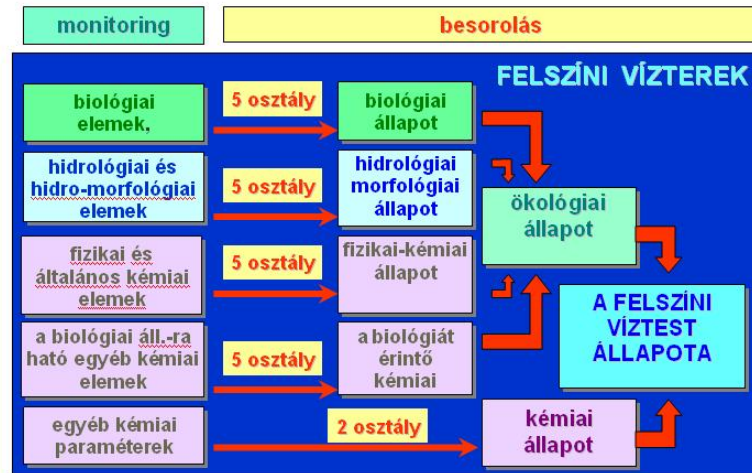 monitoring
besorolás
FELSZÍNI VÍZTEREK
biológiai
elemek,
5 osztály
biológiai
állapot
hidrológiai és
hidro-morfológiai
elemek
5 osztály
hidrológiai
morfológiai
állapot
ökológiai
állapot
fizikai és
általános kémiai
elemek
5 osztály
fizikai-kémiai
állapot
a biológiai áll.-ra
ható egyéb kémiai
elemek
5 osztály
a biológiát
érintő
kémiai
A FELSZÍNI
VÍZTEST
ÁLLAPOTA
egyéb kémiai
paraméterek
2 osztály
kémiai
állapot